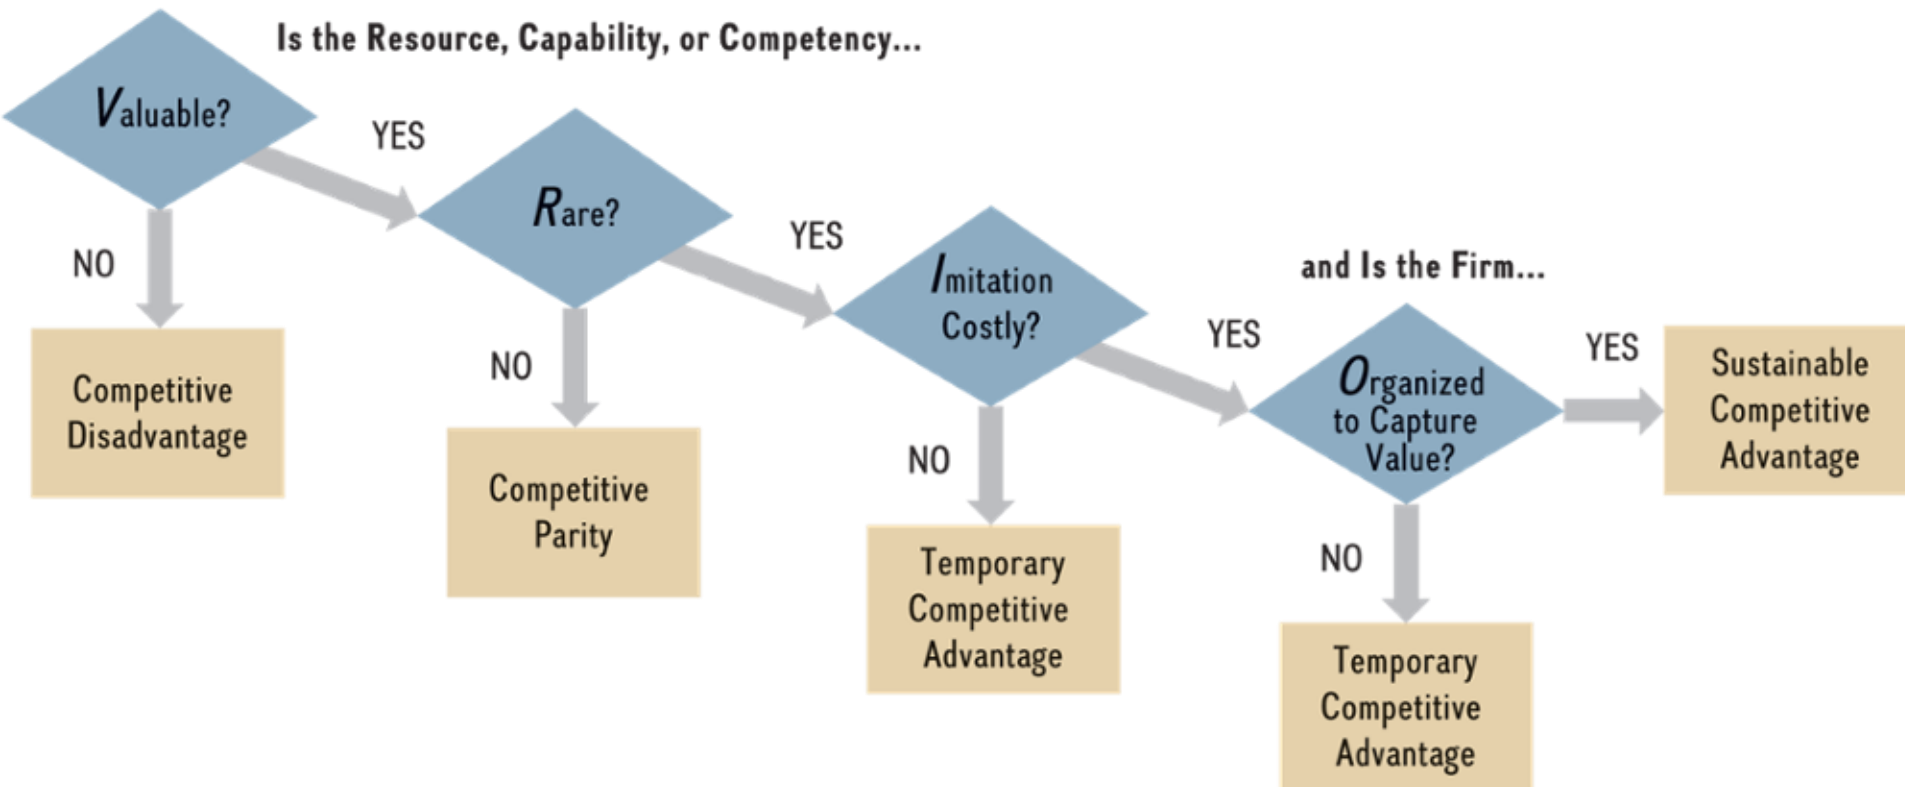 Is the Resource, Capability, or Competency...
Valuable?
YES
NO
Competitive
Disadvantage
Rare?
YES
NO
Competitive
Parity
Imitation
Costly?
YES
NO
Temporary
Competitive
Advantage
and Is the Firm...
Organized
to Capture
Value?
YES
Sustainable
Competitive
Advantage
NO
Temporary
Competitive
Advantage